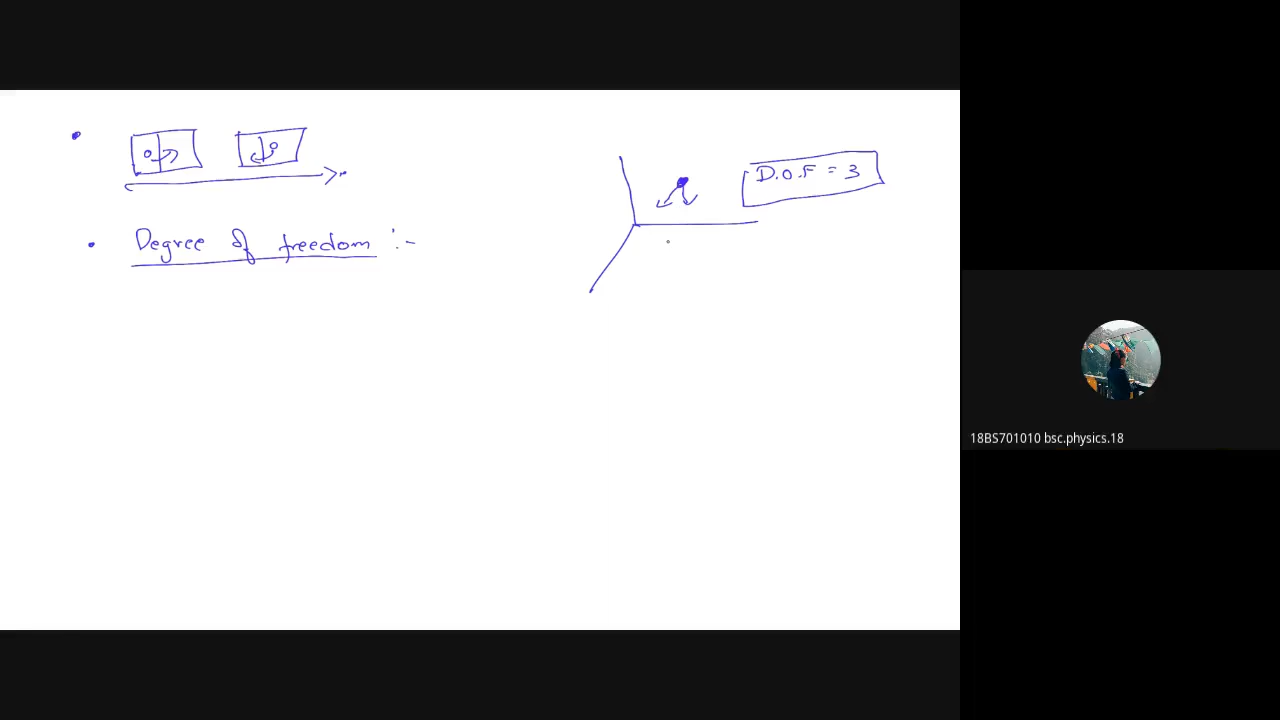 D.O.F = 3
Degree of freedom :-
18BS701010 bsc.physics.18